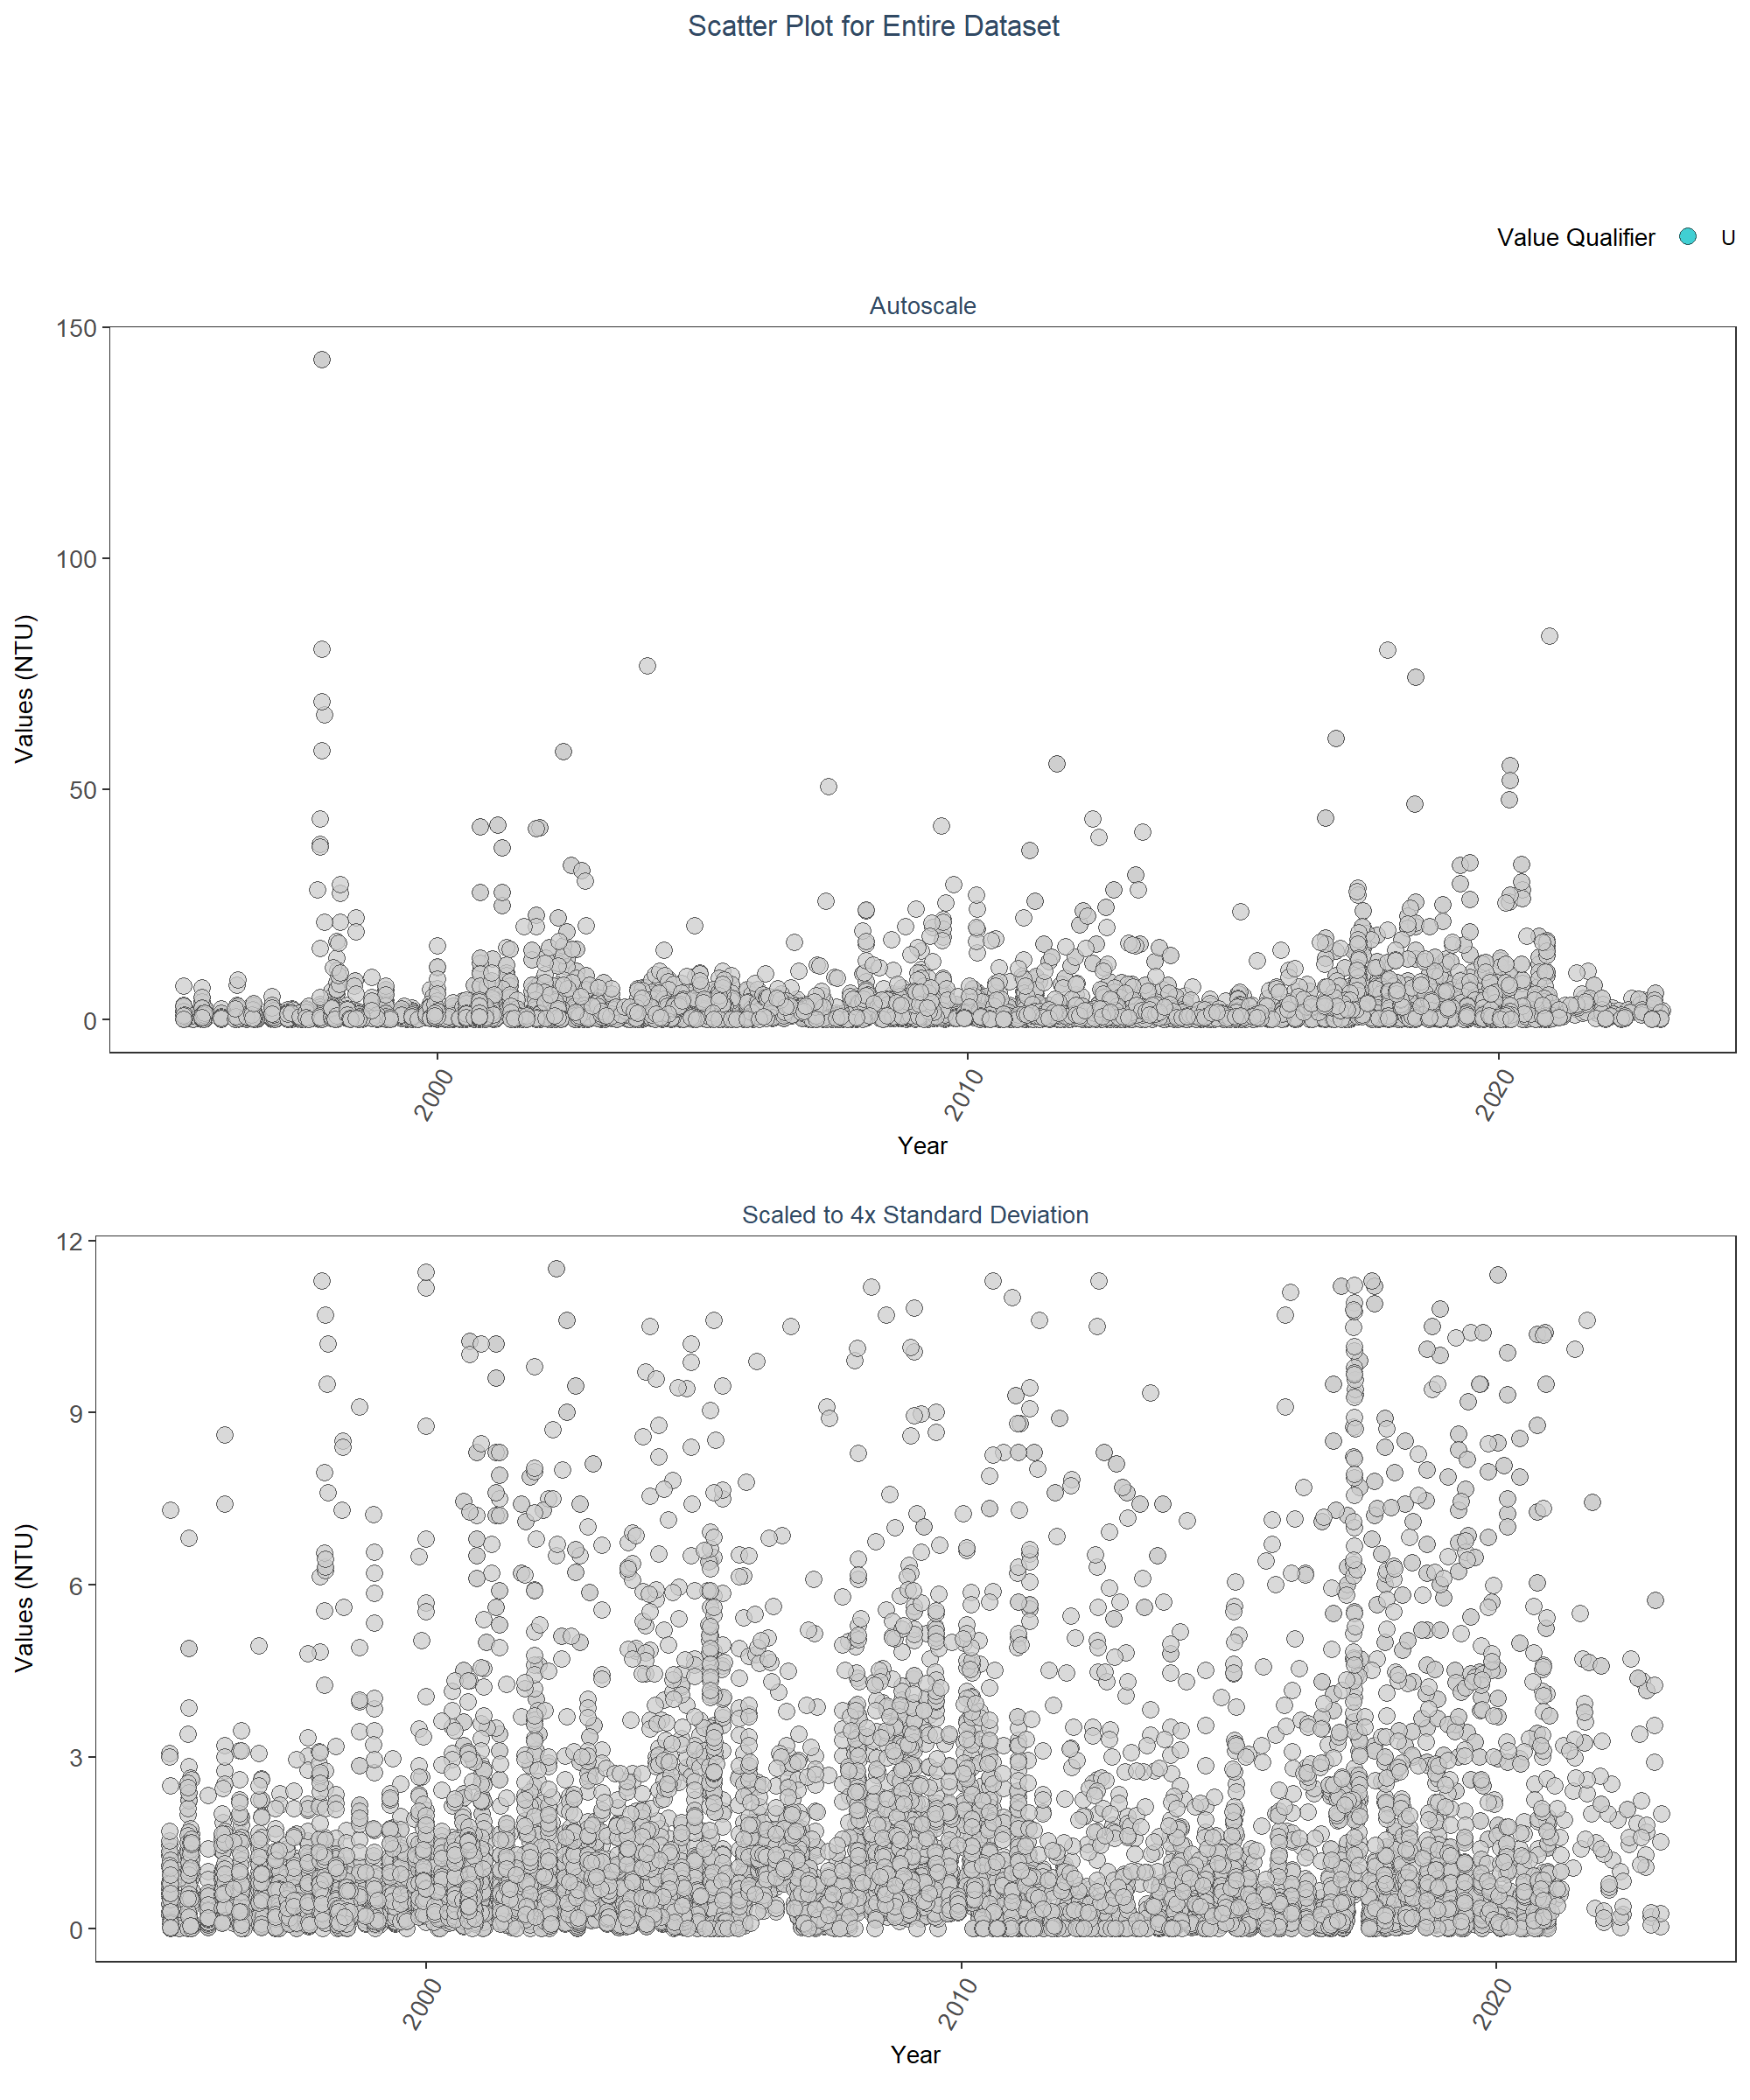 Scatter Plot for Entire Dataset
Value Qualifier U
Autoscale
150
100
50
0
Values (NTU)
2000 2010 2020
Year
Scaled to 4x Standard Deviation
12
9
6
3
0
Values (NTU)
2000 2010 2020
Year